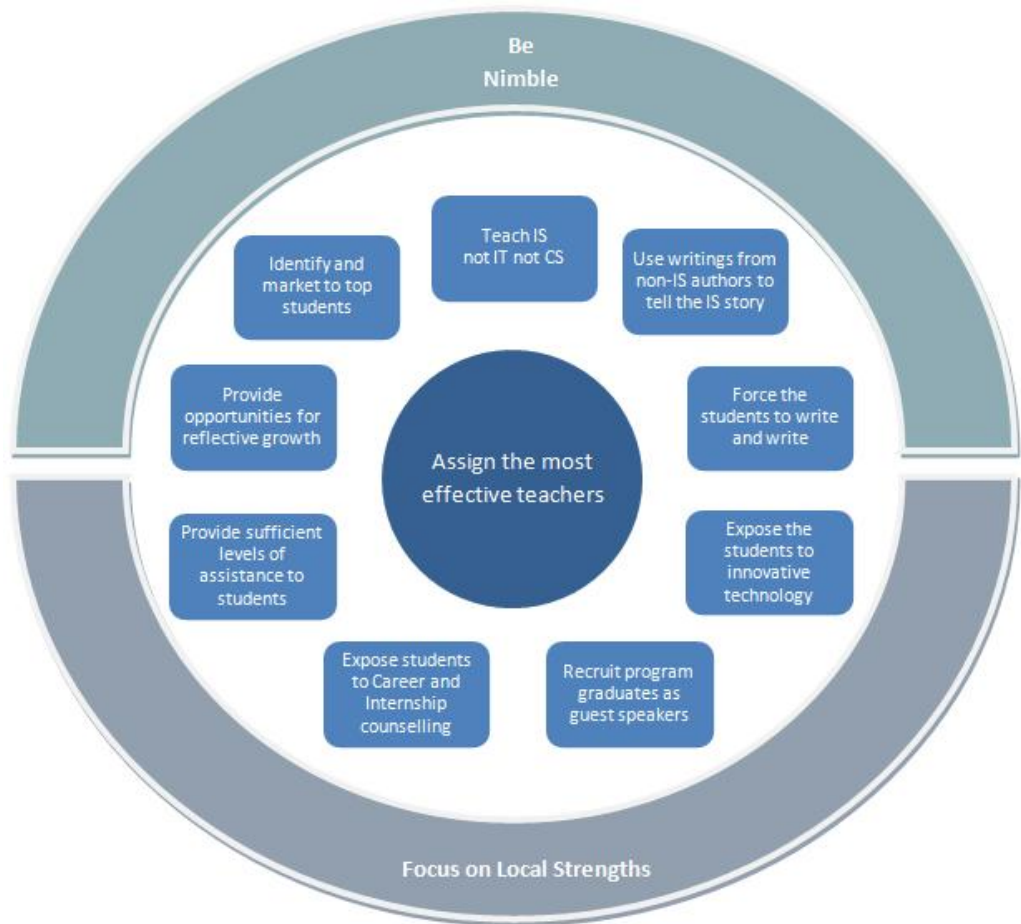 Be
Nimble
Teach IS
not IT not CS
Identify and
market to top
students
Use writings from
non-IS authors to
tell the IS story
Provide
opportunities for
reflective growth
Force the
students to write
and write
Assign the most
effective teachers
Provide sufficient
levels of
assistance to
students
Expose the
students to
innovative
technology
Expose students
to Career and
Internship
counselling
Recruit program
graduates as
guest speakers
Focus on Local Strengths